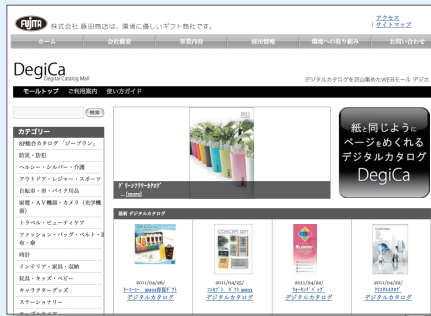 FUJITA 株式会社 藤田商店は、環境に優しいギフト商社です。
アクセス
サイトマップ
ホーム 会社概要 事業内容 採用情報 環境への取り組み お問い合わせ
DegiCa
Degital Catalog Mall
デジタルカタログを沢山集めたWEBモール デジカ
モールトップ ご利用案内 使い方ガイド
検索
カテゴリー
SP総合カタログ 「ジープラン」
防災・防犯
ヘルシー・シルバー・介護
アウトドア・レジャー・スポーツ
自転車・車・バイク用品
家電・AV機器・カメラ（光学機器）
トラベル・ビューティケア
ファッション・バッグ・ベルト・財布・傘
時計
インテリア・家具・収納
玩具・キッズ・ベビー
キャラクターグッズ
ステーショナリー
... [more]
紙と同じように
ページをめくれる
デジタルカタログ
DegiCa
最新 デジタルカタログ
2011/04/26/
デジタルカタログ
2011/04/25/
デジタルカタログ
2011/04/22/
デジタルカタログ
2011/04/22/
デジタルカタログ